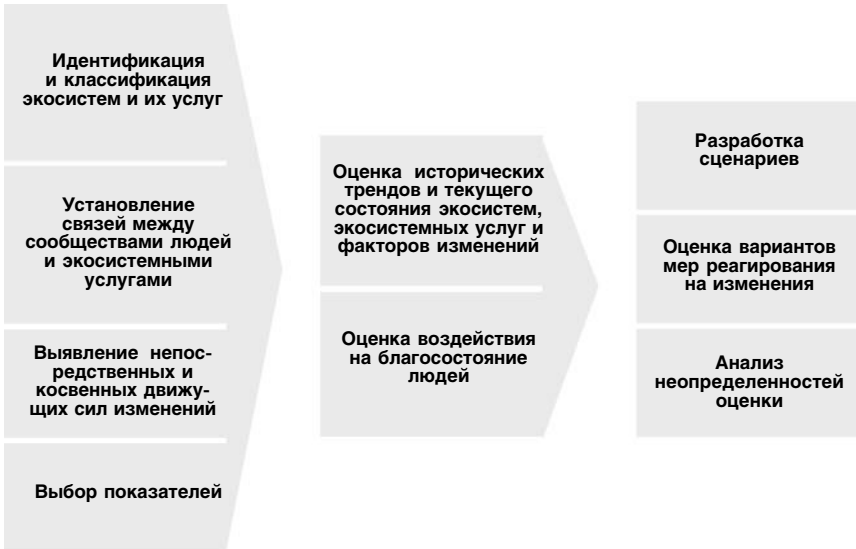 Идентификация
и классификация
экосистем и их услуг
Установление
связей между
сообществами людей
и экосистемными
услугами
Выявление непос-
редственных и
косвенных движу-
щих сил изменений
Выбор показателей
Оценка исторических
трендов и текущего
состояния экосистем,
экосистемных услуг и
факторов изменений
Оценка воздействия
на благосостояние
людей
Разработка
сценариев
Оценка вариантов
мер реагирования
на изменения
Анализ
неопределенностей
оценки